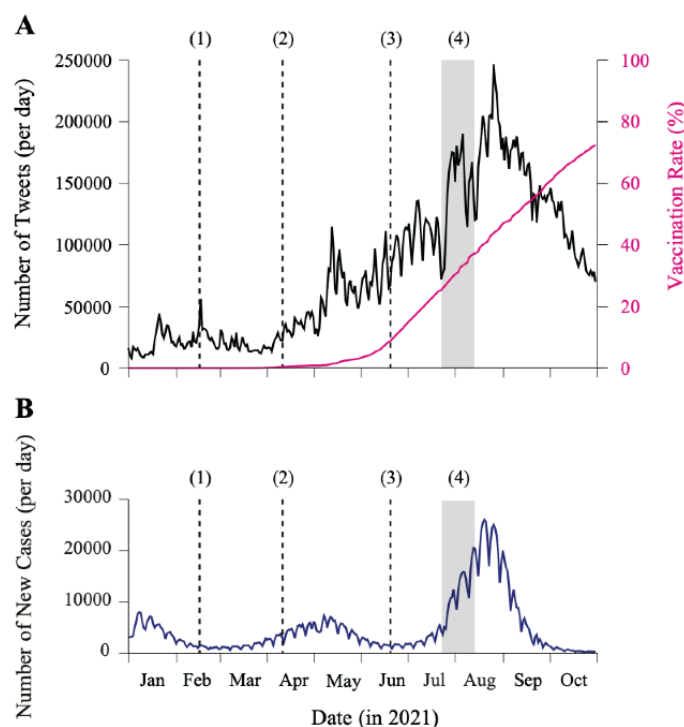 A
(1) (2) (3) (4)
Number of Tweets (per day)
250000
200000
150000
100000
50000
0
100
80
60
40
20
0
Vaccination Rate (%)
B
(1) (2) (3) (4)
Number of New Cases (per day)
30000
20000
10000
0
Jan Feb Mar Apr May Jun Jul Aug Sep Oct
Date (in 2021)